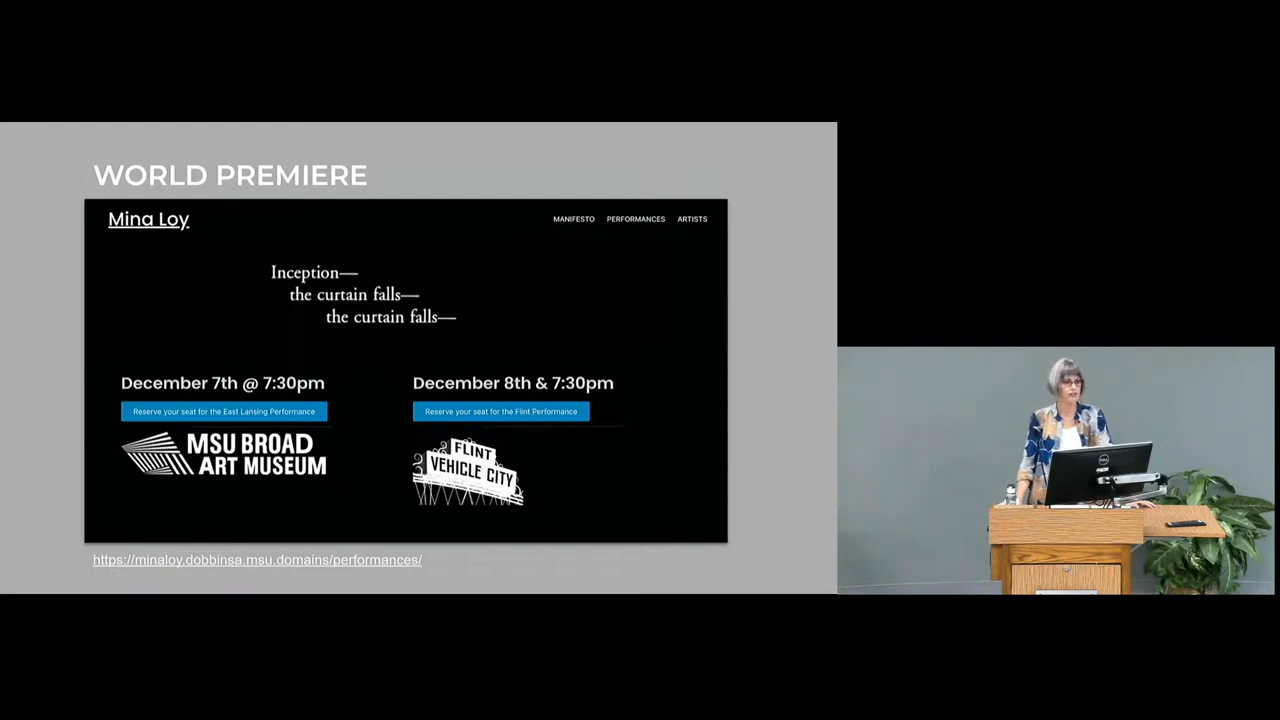 WORLD PREMIERE
Mina Loy
MANIFESTO PERFORMANCES ARTISTS
Inception—
the curtain falls—
the curtain falls—
December 7th @ 7:30pm
Reserve your seat for the East Lansing Performance
MSU BROAD
ART MUSEUM
December 8th & 7:30pm
Reserve your seat for the Flint Performance
FLINT
VEHICLE CITY
https://minaloy.dobbinsa.msu.domains/performances/
DELL